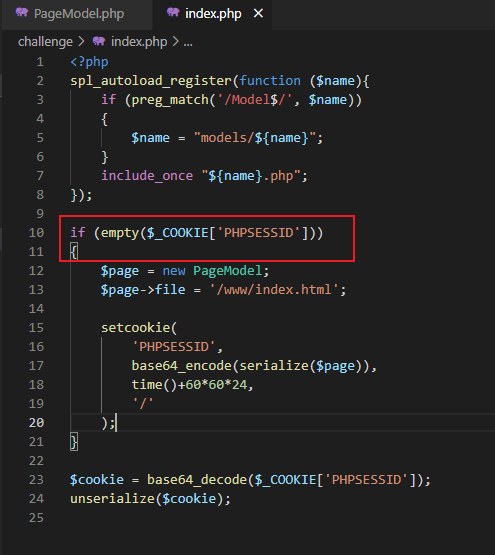 PageModel.php index.php ×
challenge > index.php > ...
1 <?php
2 spl_autoload_register(function ($name){
3     if (preg_match('/Model$/', $name))
4     {
5         $name = "models/${name}";
6     }
7     include_once "${name}.php";
8 });
9
10 if (empty($_COOKIE['PHPSESSID']))
11 {
12     $page = new PageModel;
13     $page->file = '/www/index.html';
14
15     setcookie(
16         'PHPSESSID',
17         base64_encode(serialize($page)),
18         time()+60*60*24,
19         '/'
20     );
21 }
22
23 $cookie = base64_decode($_COOKIE['PHPSESSID']);
24 unserialize($cookie);
25